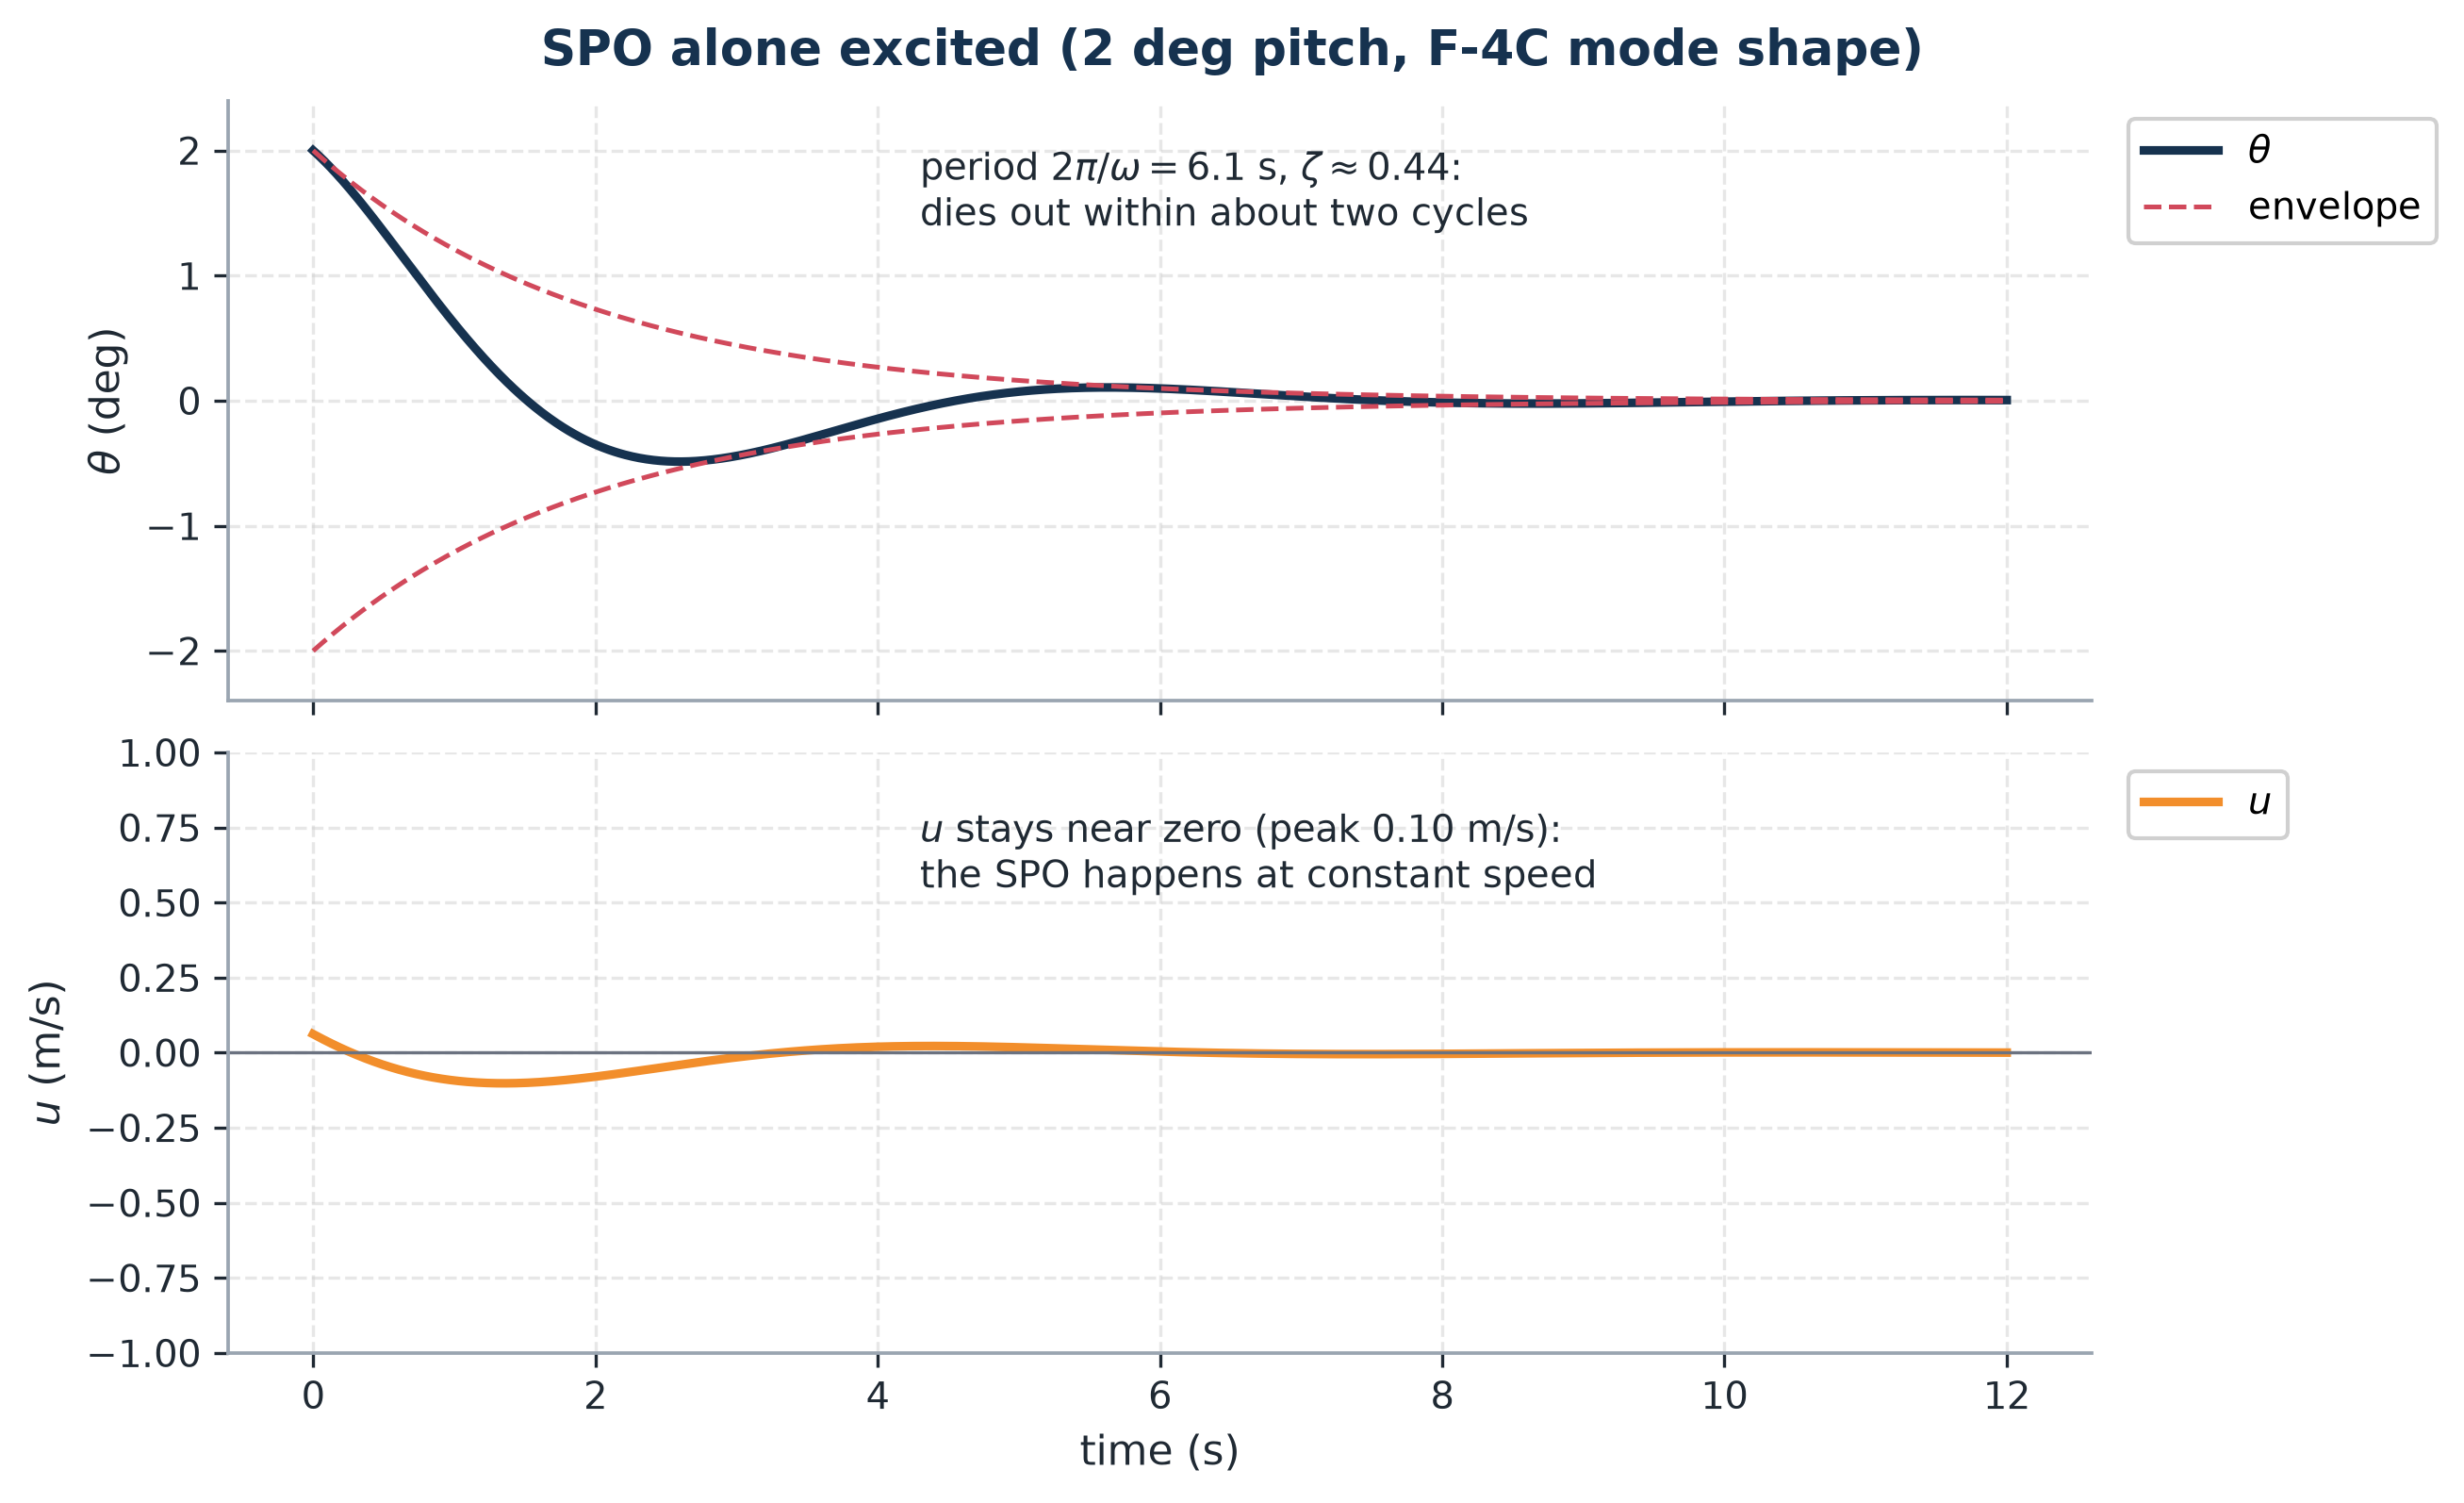 SPO alone excited (2 deg pitch, F-4C mode shape)
θ
envelope
period 2π/ω = 6.1 s, ζ ≈ 0.44:
dies out within about two cycles
θ (deg)
2
1
0
−1
−2
u
u stays near zero (peak 0.10 m/s):
the SPO happens at constant speed
u (m/s)
1.00
0.75
0.50
0.25
0.00
−0.25
−0.50
−0.75
−1.00
0 2 4 6 8 10 12
time (s)